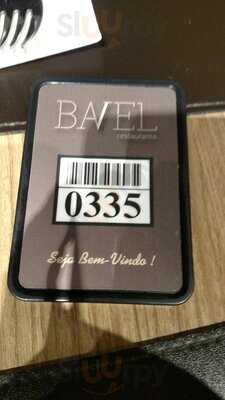 BAVEL
restaurante
0335
Seja Bem-Vindo !